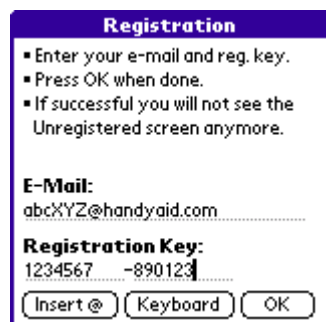 Registration
▪ Enter your e-mail and reg. key.
▪ Press OK when done.
▪ If successful you will not see the
Unregistered screen anymore.
E-Mail:
abcXYZ@handyaid.com
Registration Key:
1234567 -890123
Insert @ Keyboard OK